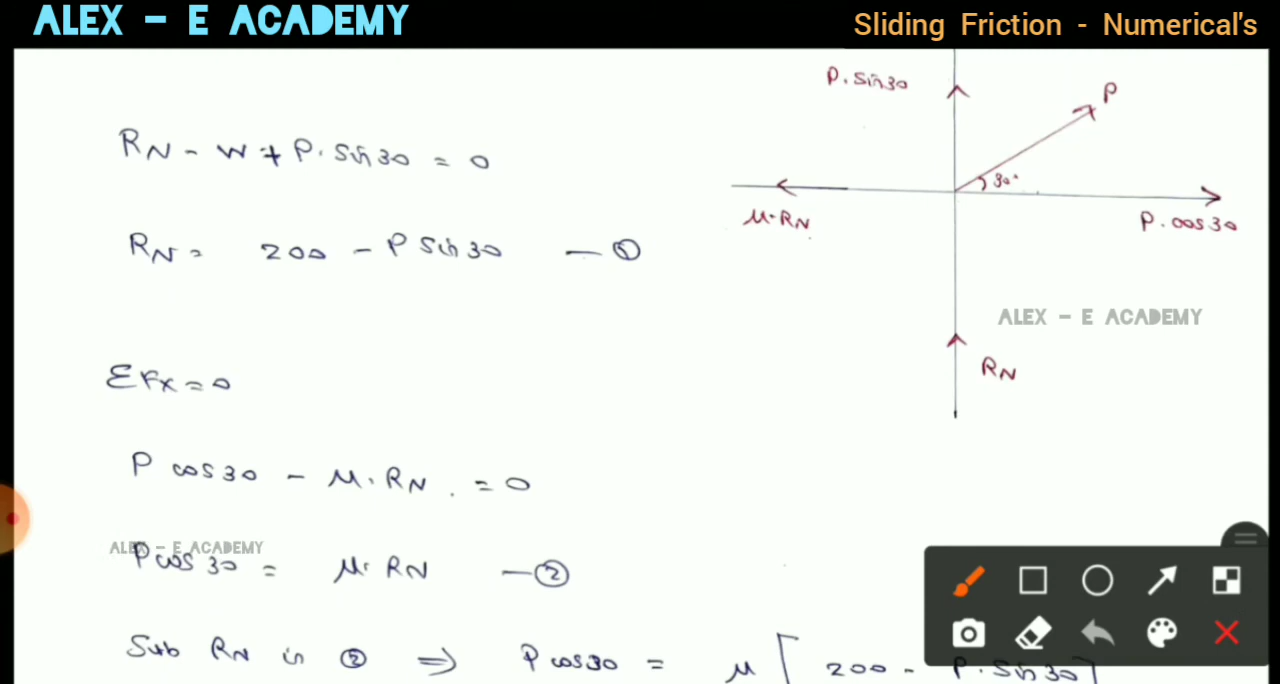 ALEX - E ACADEMY
Sliding Friction - Numerical's
P. Sin30
P
RN - W + P. Sin30 = 0
30°
μ.RN
P. cos30
RN = 200 - P Sin30 — ①
ALEX - E ACADEMY
RN
ΣFx = 0
P cos30 - μ. RN . = 0
ALEX - E ACADEMY
P cos 30 = μ. RN — ②
Sub RN in ② ⇒ P cos30 = μ [ 200 - P. Sin30 ]